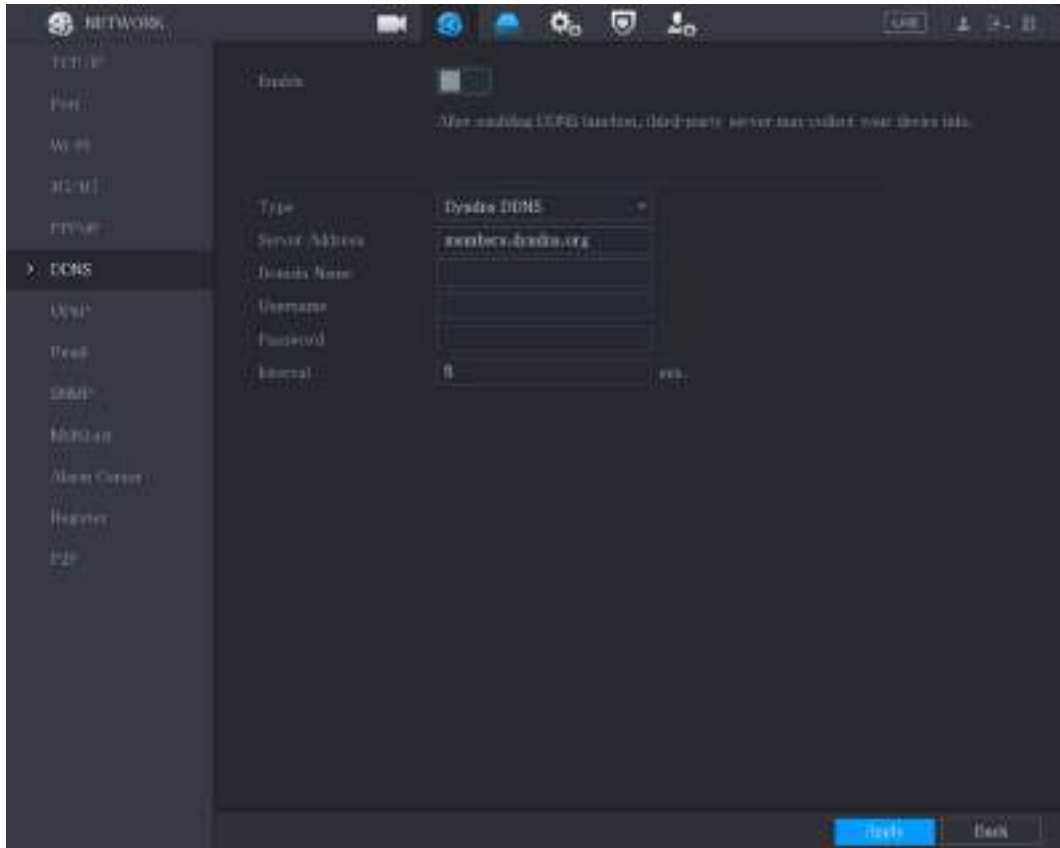 NETWORK
LIVE
TCP/IP
Port
Wi-Fi
3G/4G
PPPoE
DDNS
UPnP
Email
SNMP
Multicast
Alarm Center
Register
P2P
Enable
After enabling DDNS function, third-party server may collect your device info.
Type
Dyndns DDNS
Server Address
members.dyndns.org
Domain Name
Username
Password
Interval
min.
Apply
Back